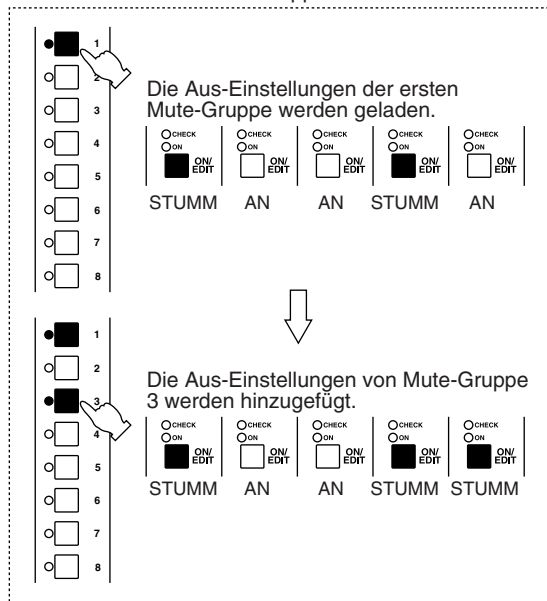 1
2
3
4
5
6
7
8
Die Aus-Einstellungen der ersten
Mute-Gruppe werden geladen.
CHECK CHECK CHECK CHECK CHECK
ON ON ON ON ON
ON/ EDIT ON/ EDIT ON/ EDIT ON/ EDIT ON/ EDIT
STUMM AN AN STUMM AN
1
2
3
4
5
6
7
8
Die Aus-Einstellungen von Mute-Gruppe
3 werden hinzugefügt.
CHECK CHECK CHECK CHECK CHECK
ON ON ON ON ON
ON/ EDIT ON/ EDIT ON/ EDIT ON/ EDIT ON/ EDIT
STUMM AN AN STUMM STUMM